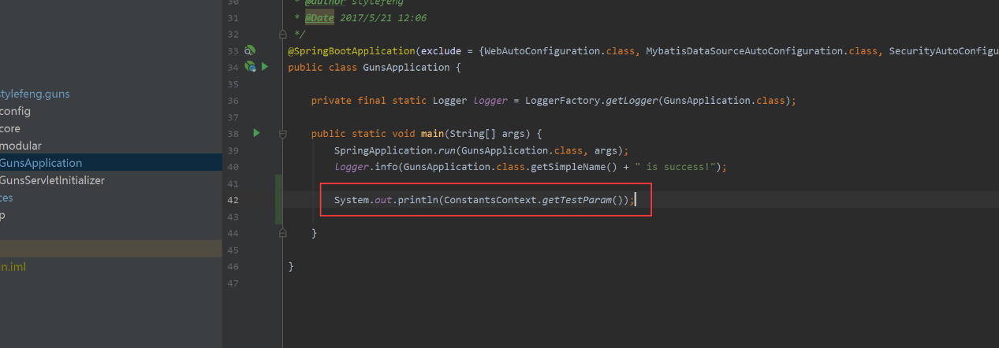 stylefeng.guns
config
core
modular
GunsApplication
GunsServletInitializer
ces
p
n.iml
30 * @author stylefeng
31 * @Date 2017/5/21 12:06
32 */
33 @SpringBootApplication(exclude = {WebAutoConfiguration.class, MybatisDataSourceAutoConfiguration.class, SecurityAutoConfigu
34 public class GunsApplication {
35
36 private final static Logger logger = LoggerFactory.getLogger(GunsApplication.class);
37
38 public static void main(String[] args) {
39 SpringApplication.run(GunsApplication.class, args);
40 logger.info(GunsApplication.class.getSimpleName() + " is success!");
41
42 System.out.println(ConstantsContext.getTestParam());
43
44 }
45
46 }
47